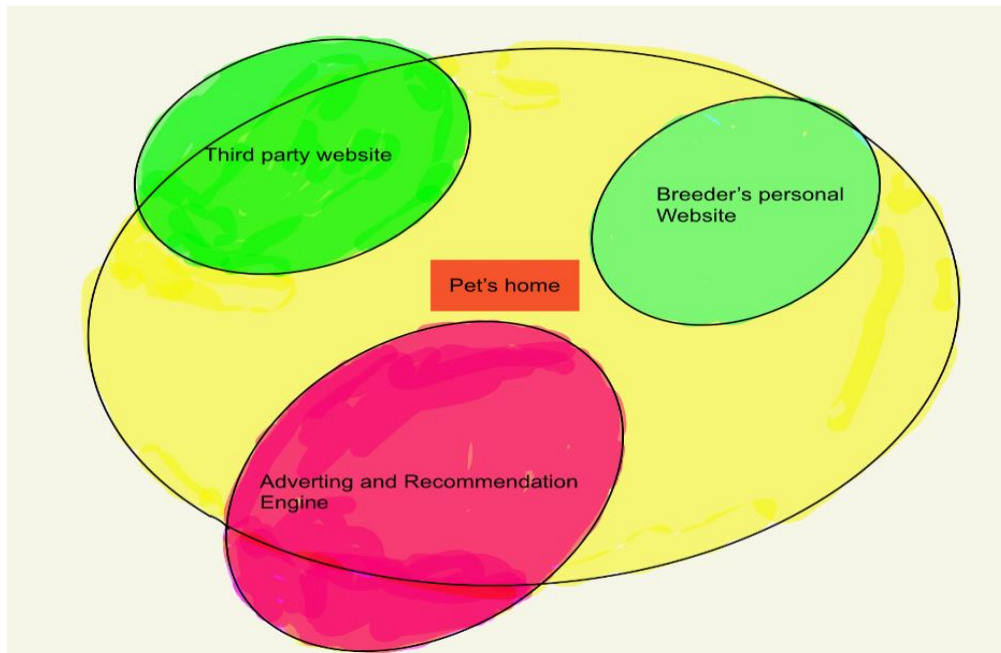 Third party website
Breeder's personal
Website
Pet's home
Adverting and Recommendation
Engine